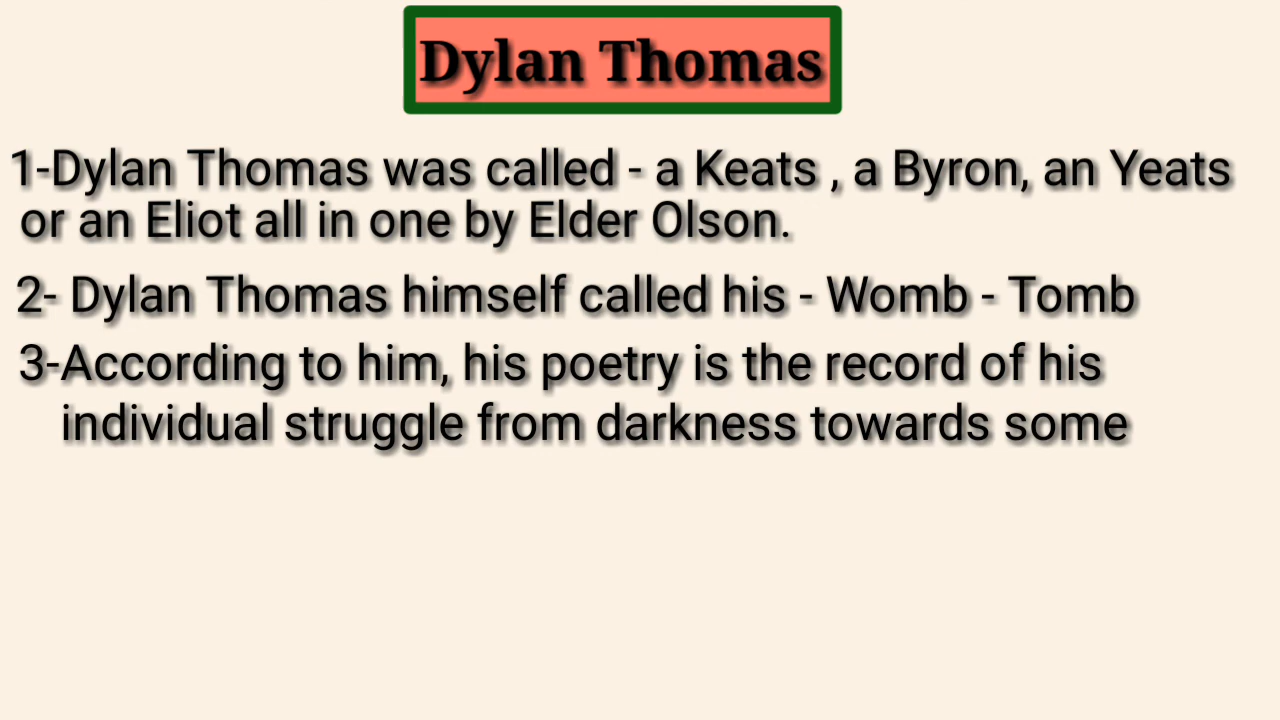 Dylan Thomas
1-Dylan Thomas was called - a Keats , a Byron, an Yeats
or an Eliot all in one by Elder Olson.
2- Dylan Thomas himself called his - Womb - Tomb
3-According to him, his poetry is the record of his
individual struggle from darkness towards some